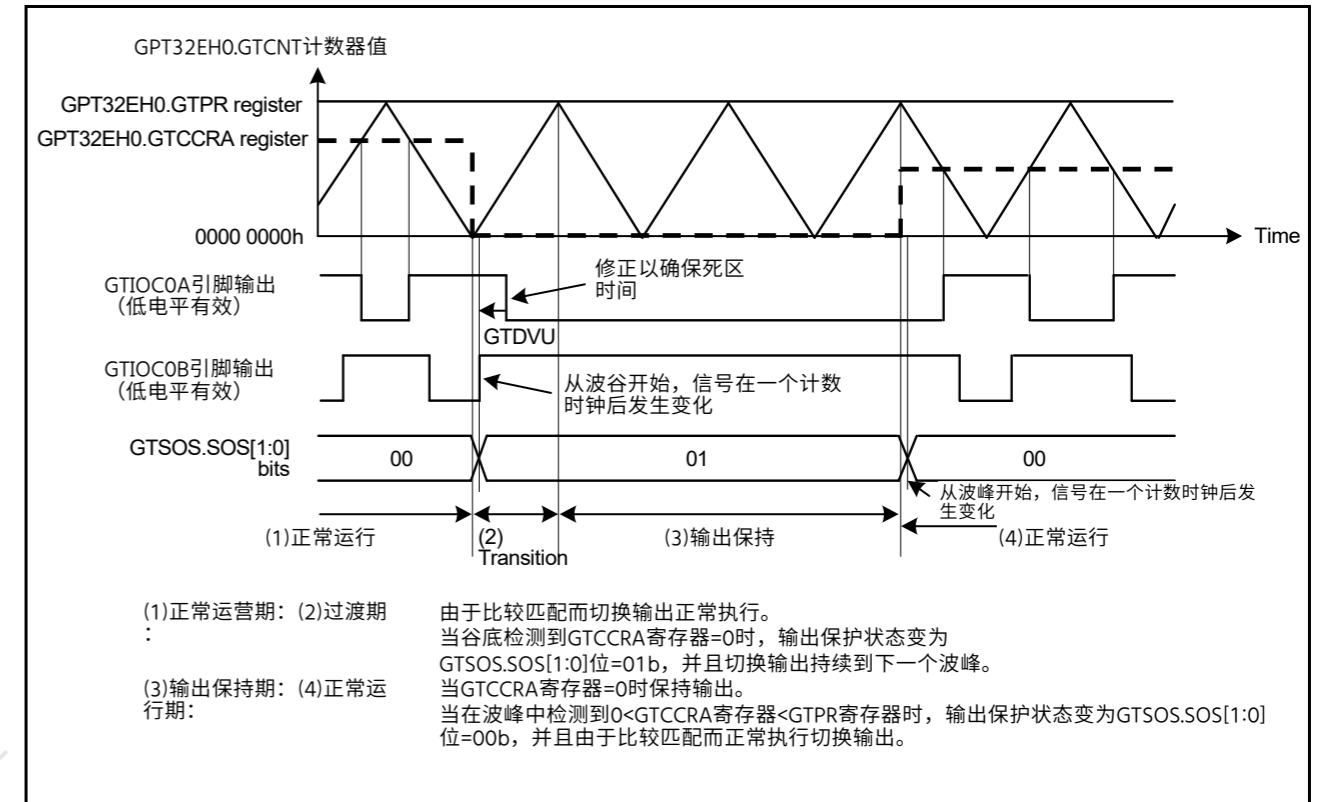 GPT32EH0.GTCNT计数器值
GPT32EH0.GTPR register
GPT32EH0.GTCCRA register
0000 0000h
Time
GTIOC0A引脚输出
（低电平有效）
修正以确保死区
时间
GTDVU
GTIOC0B引脚输出
（低电平有效）
从波谷开始，信号在一个计数
时钟后发生变化
GTSOS.SOS[1:0]
bits
00
01
00
从波峰开始，信号在一个计数时钟后发
生变化
(1)正常运行
(2)
Transition
(3)输出保持
(4)正常运行
(1)正常运营期：(2)过渡期
：
由于比较匹配而切换输出正常执行。
当谷底检测到GTCCRA寄存器=0时，输出保护状态变为
GTSOS.SOS[1:0]位=01b，并且切换输出持续到下一个波峰。
(3)输出保持期：(4)正常运
行期：
当GTCCRA寄存器=0时保持输出。
当在波峰中检测到0<GTCCRA寄存器<GTPR寄存器时，输出保护状态变为GTSOS.SOS[1:0]
位=00b，并且由于比较匹配而正常执行切换输出。